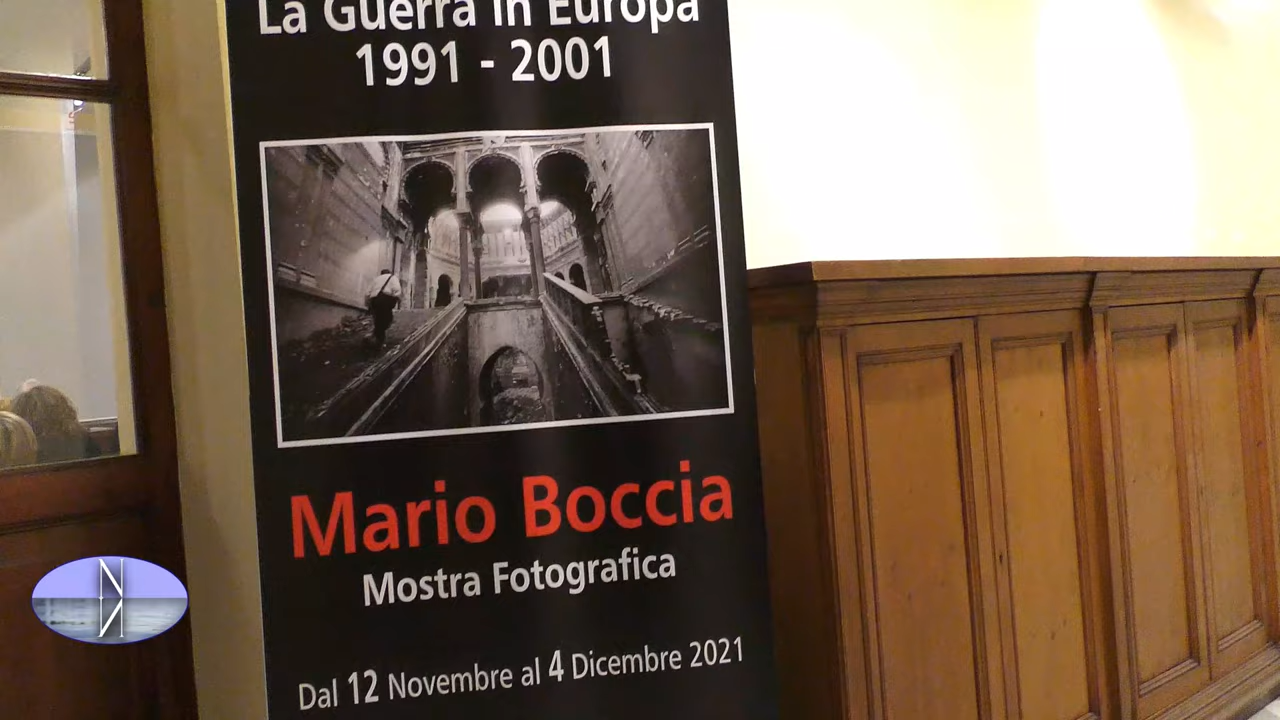 La Guerra in Europa
1991 - 2001
Mario Boccia
Mostra Fotografica
Dal 12 Novembre al 4 Dicembre 2021